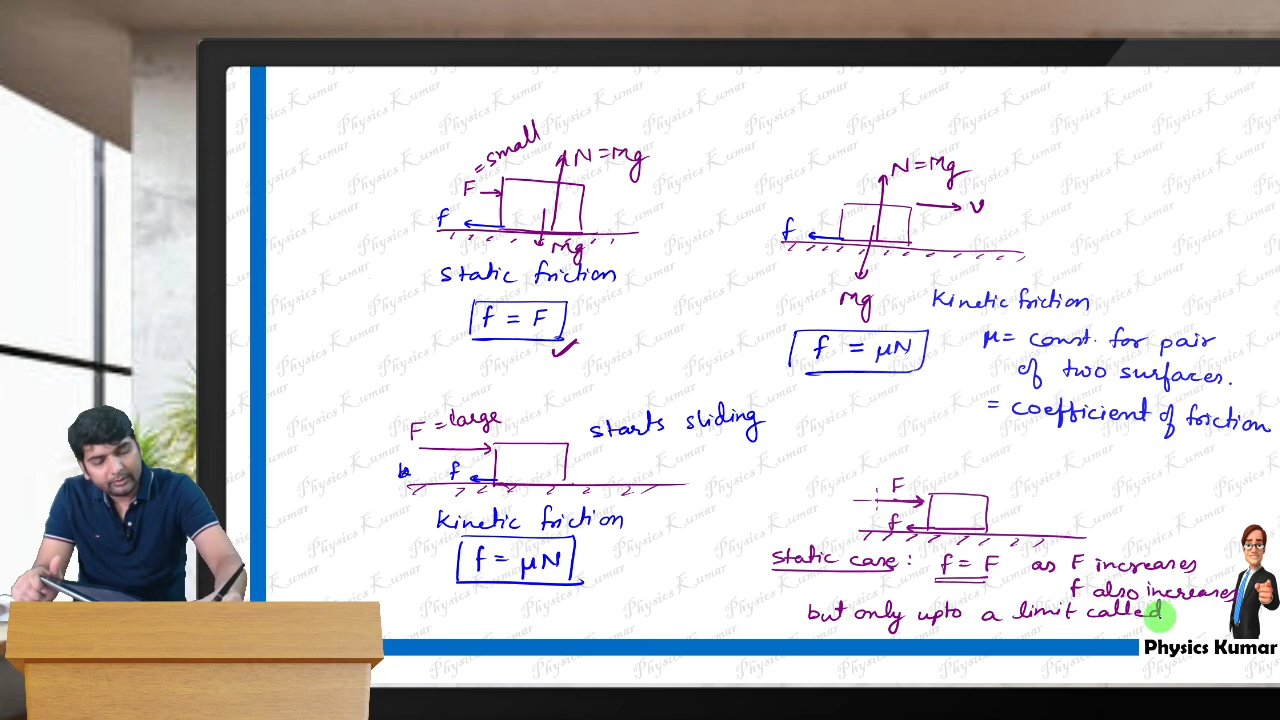 F = small
N = Mg
f
Mg
static friction
f = F
N = Mg
v
f
Mg
Kinetic friction
f = μN
μ = const. for pair
of two surfaces.
= coefficient of friction
F = large
starts sliding
f
Kinetic friction
f = μN
F
f
static case: f = F as F increases
f also increases
but only upto a limit called
Physics Kumar